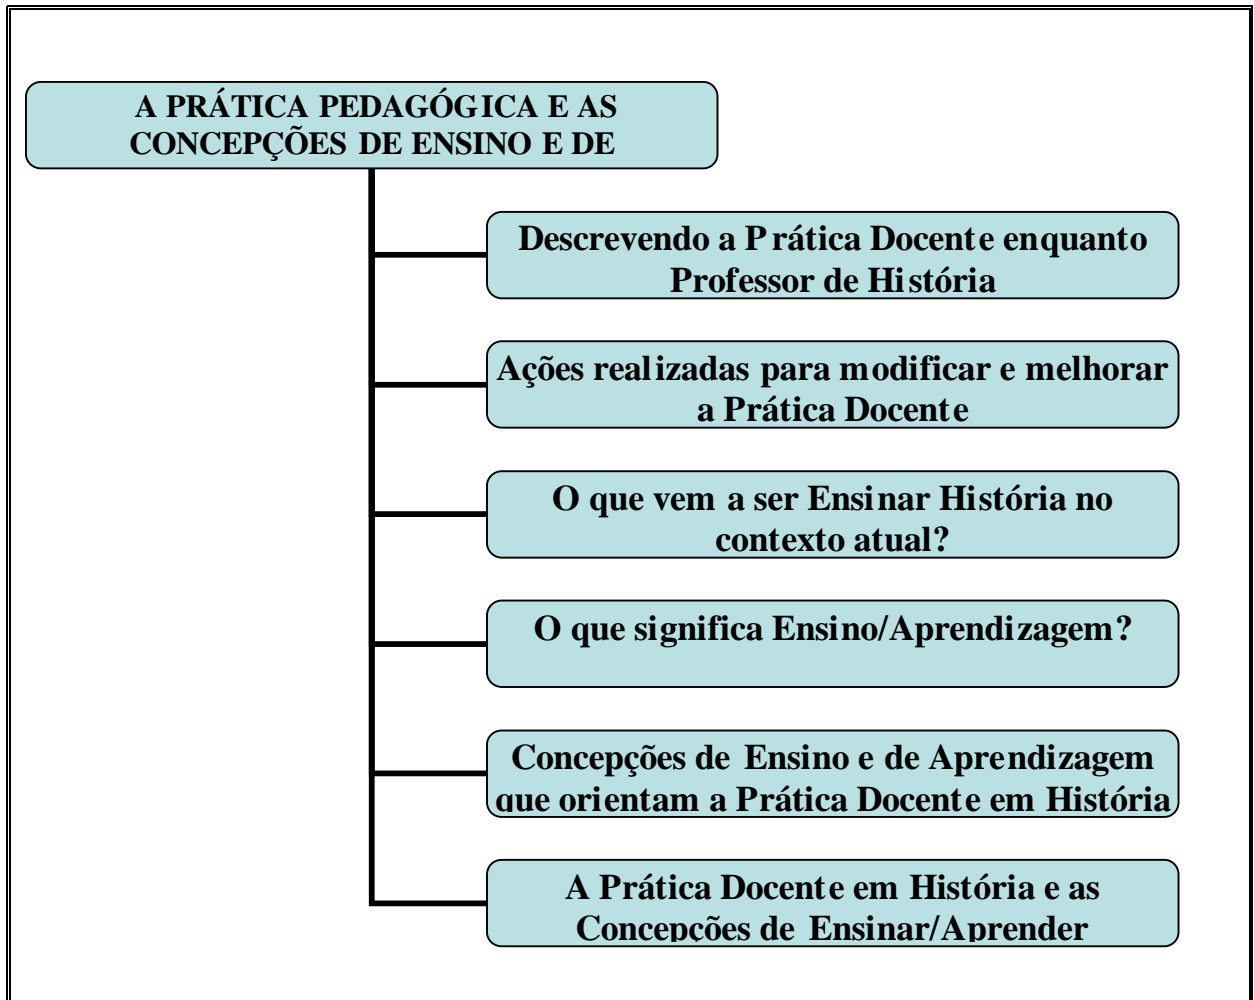 A PRÁTICA PEDAGÓGICA E AS
CONCEPÇÕES DE ENSINO E DE
Descrevendo a Prática Docente enquanto
Professor de História
Ações realizadas para modificar e melhorar
a Prática Docente
O que vem a ser Ensinar História no
contexto atual?
O que significa Ensino/Aprendizagem?
Concepções de Ensino e de Aprendizagem
que orientam a Prática Docente em História
A Prática Docente em História e as
Concepções de Ensinar/Aprender